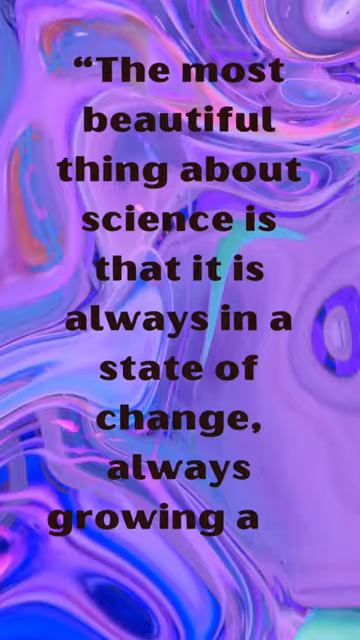 “The most
beautiful
thing about
science is
that it is
always in a
state of
change,
always
growing a